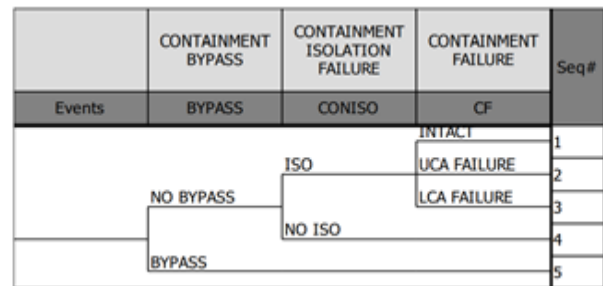 CONTAINMENT
BYPASS
CONTAINMENT
ISOLATION
FAILURE
CONTAINMENT
FAILURE
Seq#
Events
BYPASS
CONISO
CF
INTACT
1
ISO
UCA FAILURE
2
NO BYPASS
LCA FAILURE
3
NO ISO
4
BYPASS
5